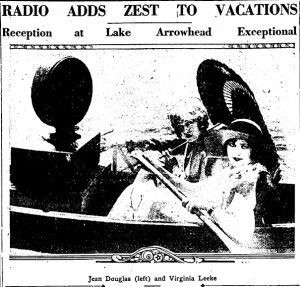 RADIO ADDS ZEST TO VACATIONS
Reception at Lake Arrowhead Exceptional
Jean Douglas (left) and Virginia Leeke